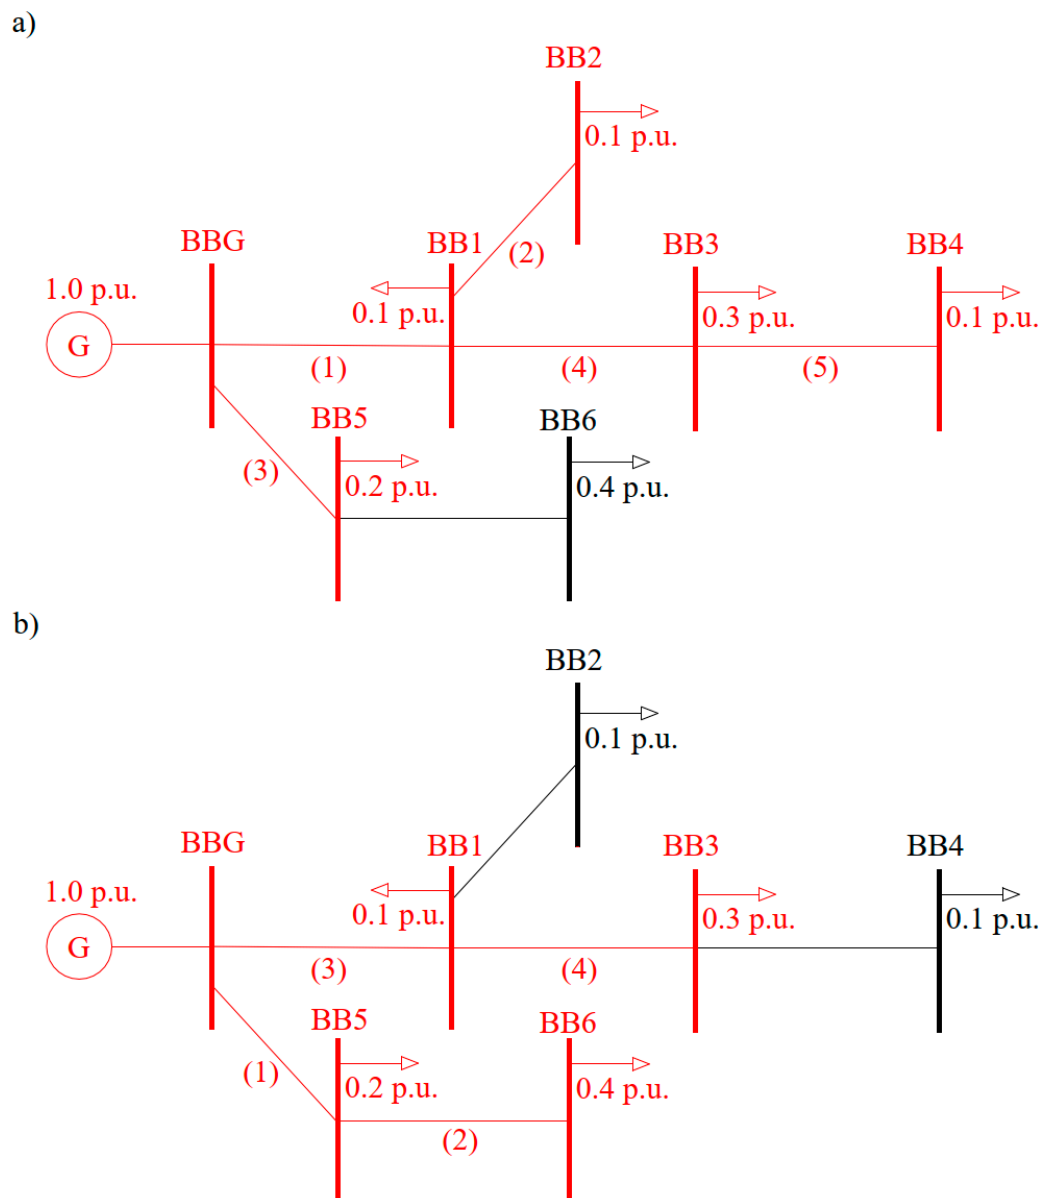 a)
BB2
0.1 p.u.
BBG
BB1
(2)
BB3
BB4
1.0 p.u.
0.1 p.u.
0.3 p.u.
0.1 p.u.
G
(1)
(4)
(5)
BB5
BB6
(3)
0.2 p.u.
0.4 p.u.
b)
BB2
0.1 p.u.
BBG
BB1
BB3
BB4
1.0 p.u.
0.1 p.u.
0.3 p.u.
0.1 p.u.
G
(3)
(4)
BB5
BB6
(1)
0.2 p.u.
0.4 p.u.
(2)